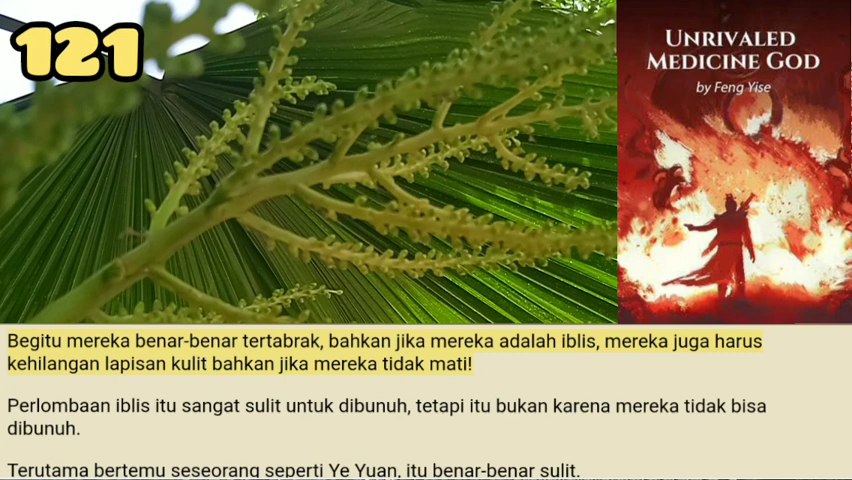 121
UNRIVALED
MEDICINE GOD
by Feng Yise
Begitu mereka benar-benar tertabrak, bahkan jika mereka adalah iblis, mereka juga harus
kehilangan lapisan kulit bahkan jika mereka tidak mati!
Perlombaan iblis itu sangat sulit untuk dibunuh, tetapi itu bukan karena mereka tidak bisa
dibunuh.
Terutama bertemu seseorang seperti Ye Yuan, itu benar-benar sulit.